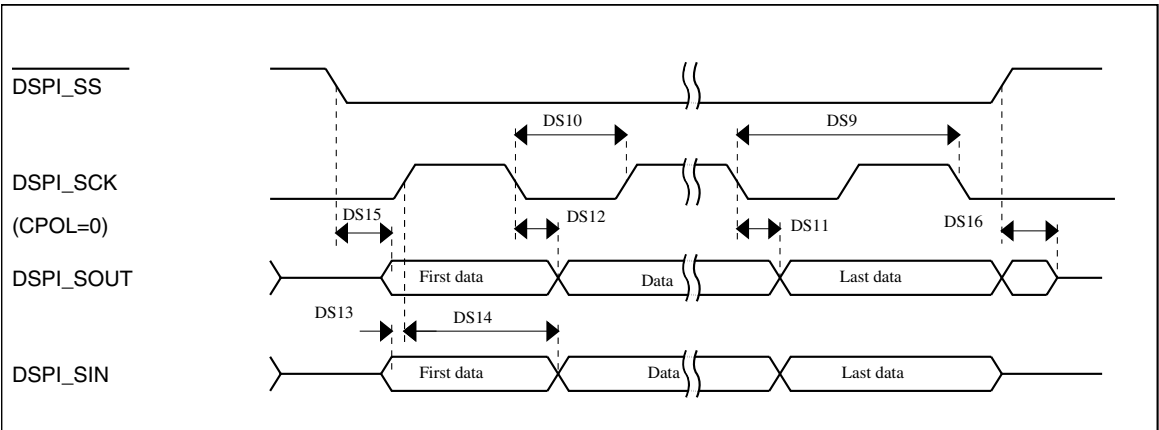 DSPI_SS
DS10
DS9
DSPI_SCK
(CPOL=0)
DS15
DS12
DS11
DS16
DSPI_SOUT
First data
Data
Last data
DS13
DS14
DSPI_SIN
First data
Data
Last data